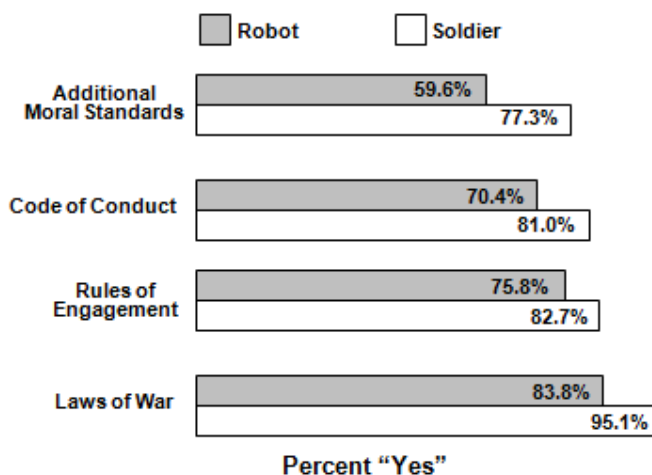 Robot Soldier
Additional
Moral Standards
59.6%
77.3%
Code of Conduct
70.4%
81.0%
Rules of
Engagement
75.8%
82.7%
Laws of War
83.8%
95.1%
Percent “Yes”